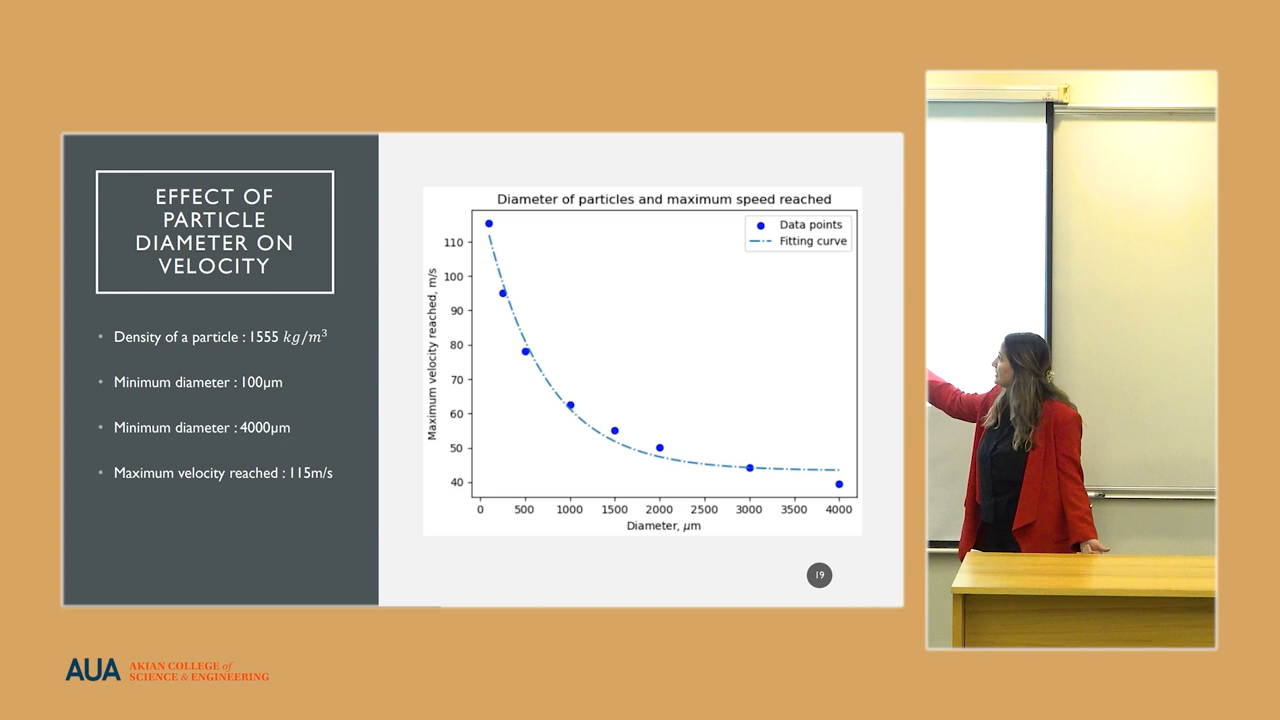 EFFECT OF
PARTICLE
DIAMETER ON
VELOCITY
• Density of a particle : 1555 kg/m³
• Minimum diameter : 100μm
• Minimum diameter : 4000μm
• Maximum velocity reached : 115m/s
Diameter of particles and maximum speed reached
Data points
Fitting curve
Maximum velocity reached, m/s
110
100
90
80
70
60
50
40
0 500 1000 1500 2000 2500 3000 3500 4000
Diameter, μm
19
AUA AKIAN COLLEGE of
SCIENCE & ENGINEERING